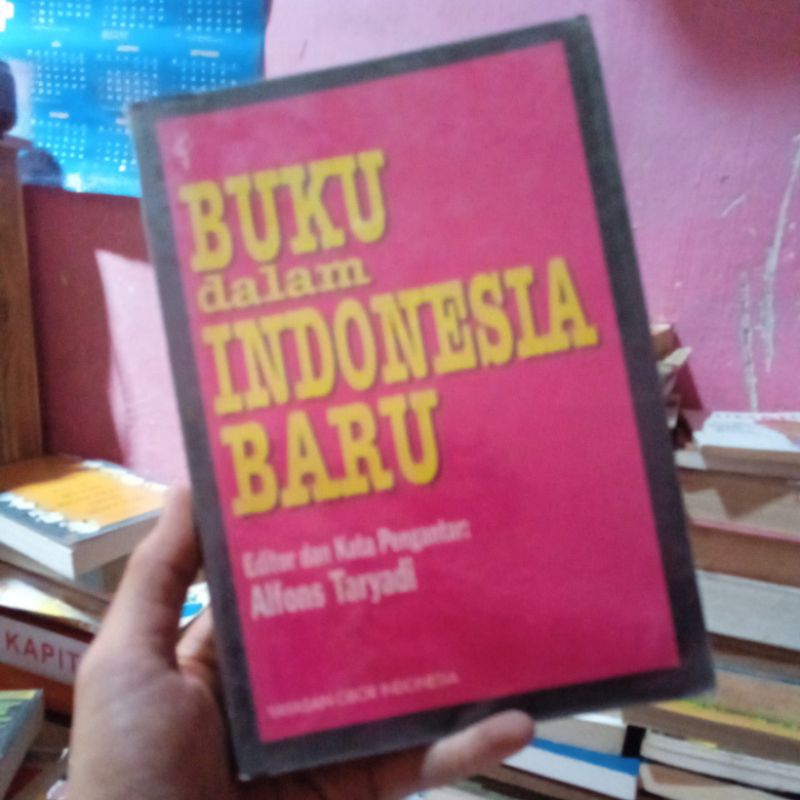 BUKU
dalam
INDONESIA
BARU
Editor dan Kata Pengantar:
Alfons Taryadi
YAYASAN OBOR INDONESIA
KAPIT